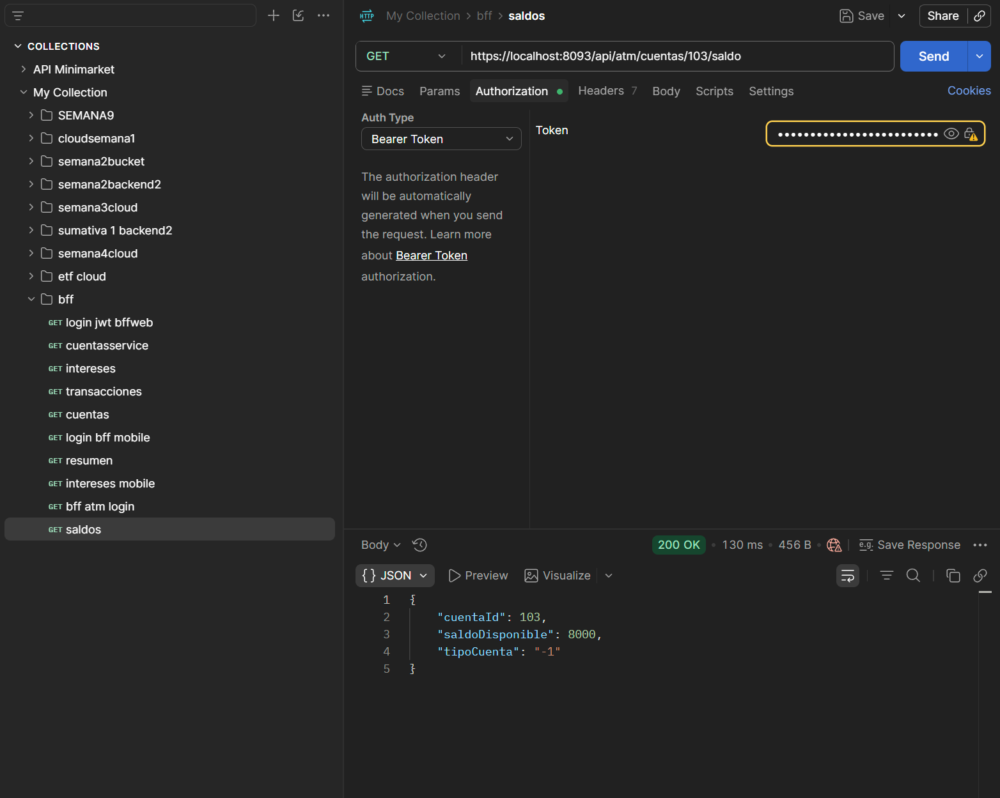 COLLECTIONS
API Minimarket
My Collection
SEMANA9
cloudsemana1
semana2bucket
semana2backend2
semana3cloud
sumativa 1 backend2
semana4cloud
etf cloud
bff
GET login jwt bffweb
GET cuentasservice
GET intereses
GET transacciones
GET cuentas
GET login bff mobile
GET resumen
GET intereses mobile
GET bff atm login
GET saldos
HTTP My Collection > bff > saldos Save Share
GET https://localhost:8093/api/atm/cuentas/103/saldo Send
Docs Params Authorization Headers 7 Body Scripts Settings Cookies
Auth Type
Bearer Token
Token
The authorization header
will be automatically
generated when you send
the request. Learn more
about Bearer Token
authorization.
Body 200 OK • 130 ms • 456 B • e.g. Save Response
{} JSON Preview Visualize
1 {
2 "cuentaId": 103,
3 "saldoDisponible": 8000,
4 "tipoCuenta": "-1"
5 }